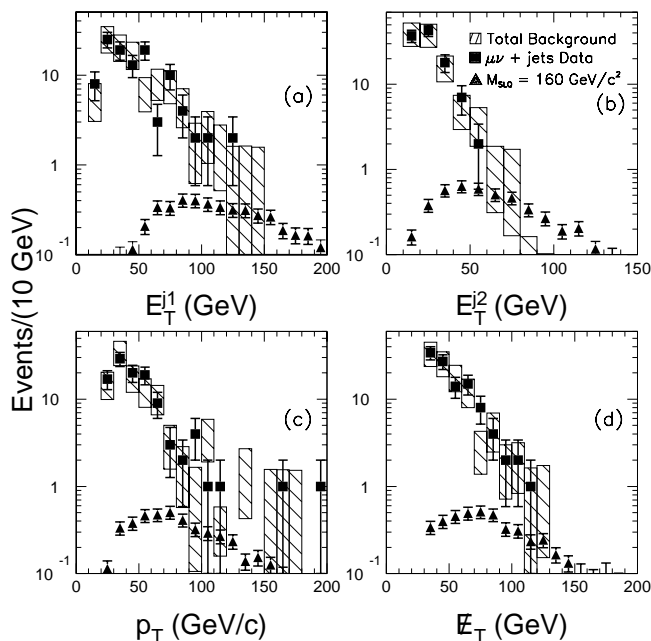 10
1
10 -1
0 50 100 150 200
E_T^{j1} (GeV)
(a)
10
1
10 -1
0 50 100 150
E_T^{j2} (GeV)
Total Background
μν + jets Data
M_{SLQ} = 160 GeV/c²
(b)
Events/(10 GeV)
10
1
10 -1
0 50 100 150 200
p_T (GeV/c)
(c)
10
1
10 -1
0 50 100 150 200
E̸_T (GeV)
(d)